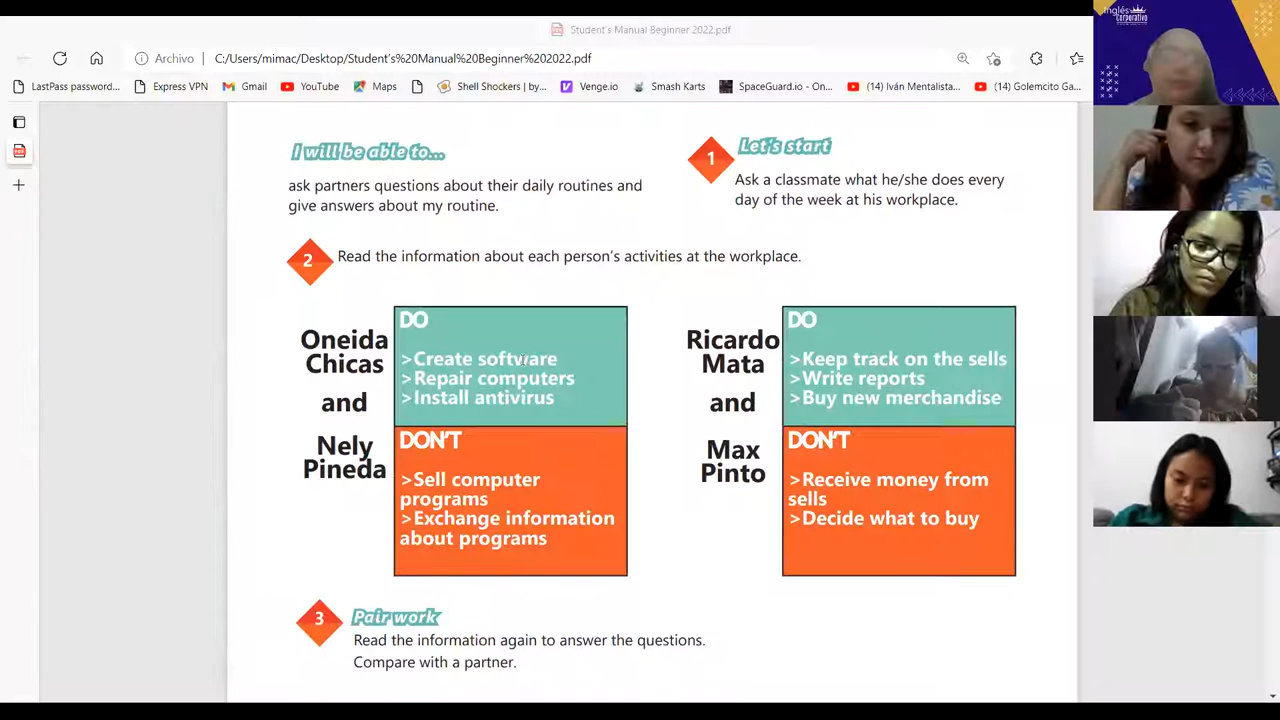 Student's Manual Beginner 2022.pdf
Archivo
C:/Users/mimac/Desktop/Student's%20Manual%20Beginner%202022.pdf
LastPass password...
Express VPN
Gmail
YouTube
Maps
Shell Shockers | by...
Venge.io
Smash Karts
SpaceGuard.io - On...
(14) Iván Mentalista...
(14) Golemcito Ga...
Inglés
Corporativo
I will be able to...
ask partners questions about their daily routines and
give answers about my routine.
1
Let's start
Ask a classmate what he/she does every
day of the week at his workplace.
2
Read the information about each person's activities at the workplace.
Oneida
Chicas
and
Nely
Pineda
DO
>Create software
>Repair computers
>Install antivirus
DON'T
>Sell computer
programs
>Exchange information
about programs
Ricardo
Mata
and
Max
Pinto
DO
>Keep track on the sells
>Write reports
>Buy new merchandise
DON'T
>Receive money from
sells
>Decide what to buy
3
Pair work
Read the information again to answer the questions.
Compare with a partner.